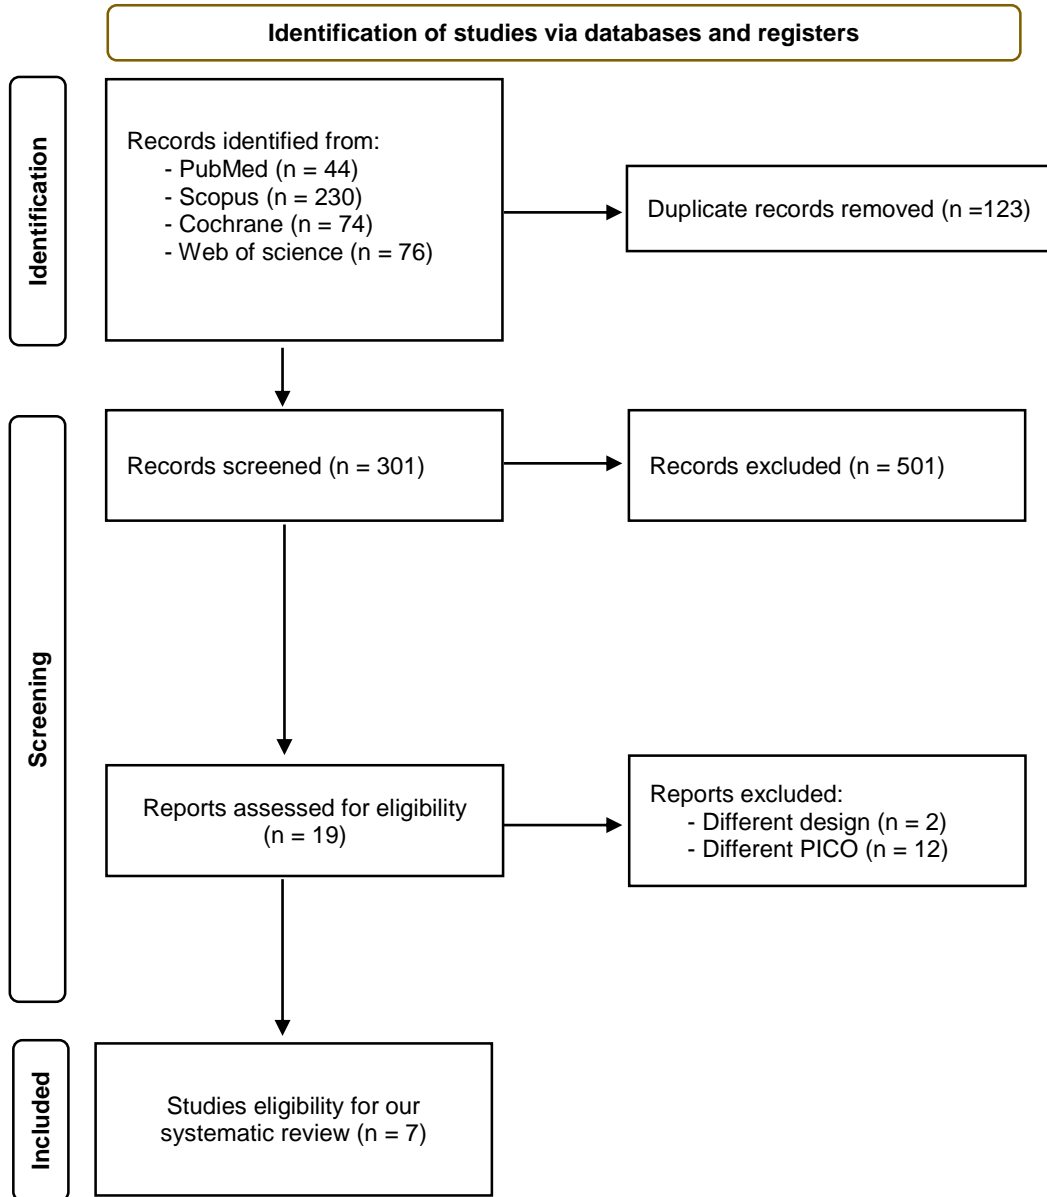 Identification of studies via databases and registers
Identification
Records identified from:
- PubMed (n = 44)
- Scopus (n = 230)
- Cochrane (n = 74)
- Web of science (n = 76)
Duplicate records removed (n =123)
Screening
Records screened (n = 301)
Records excluded (n = 501)
Reports assessed for eligibility
(n = 19)
Reports excluded:
- Different design (n = 2)
- Different PICO (n = 12)
Included
Studies eligibility for our
systematic review (n = 7)